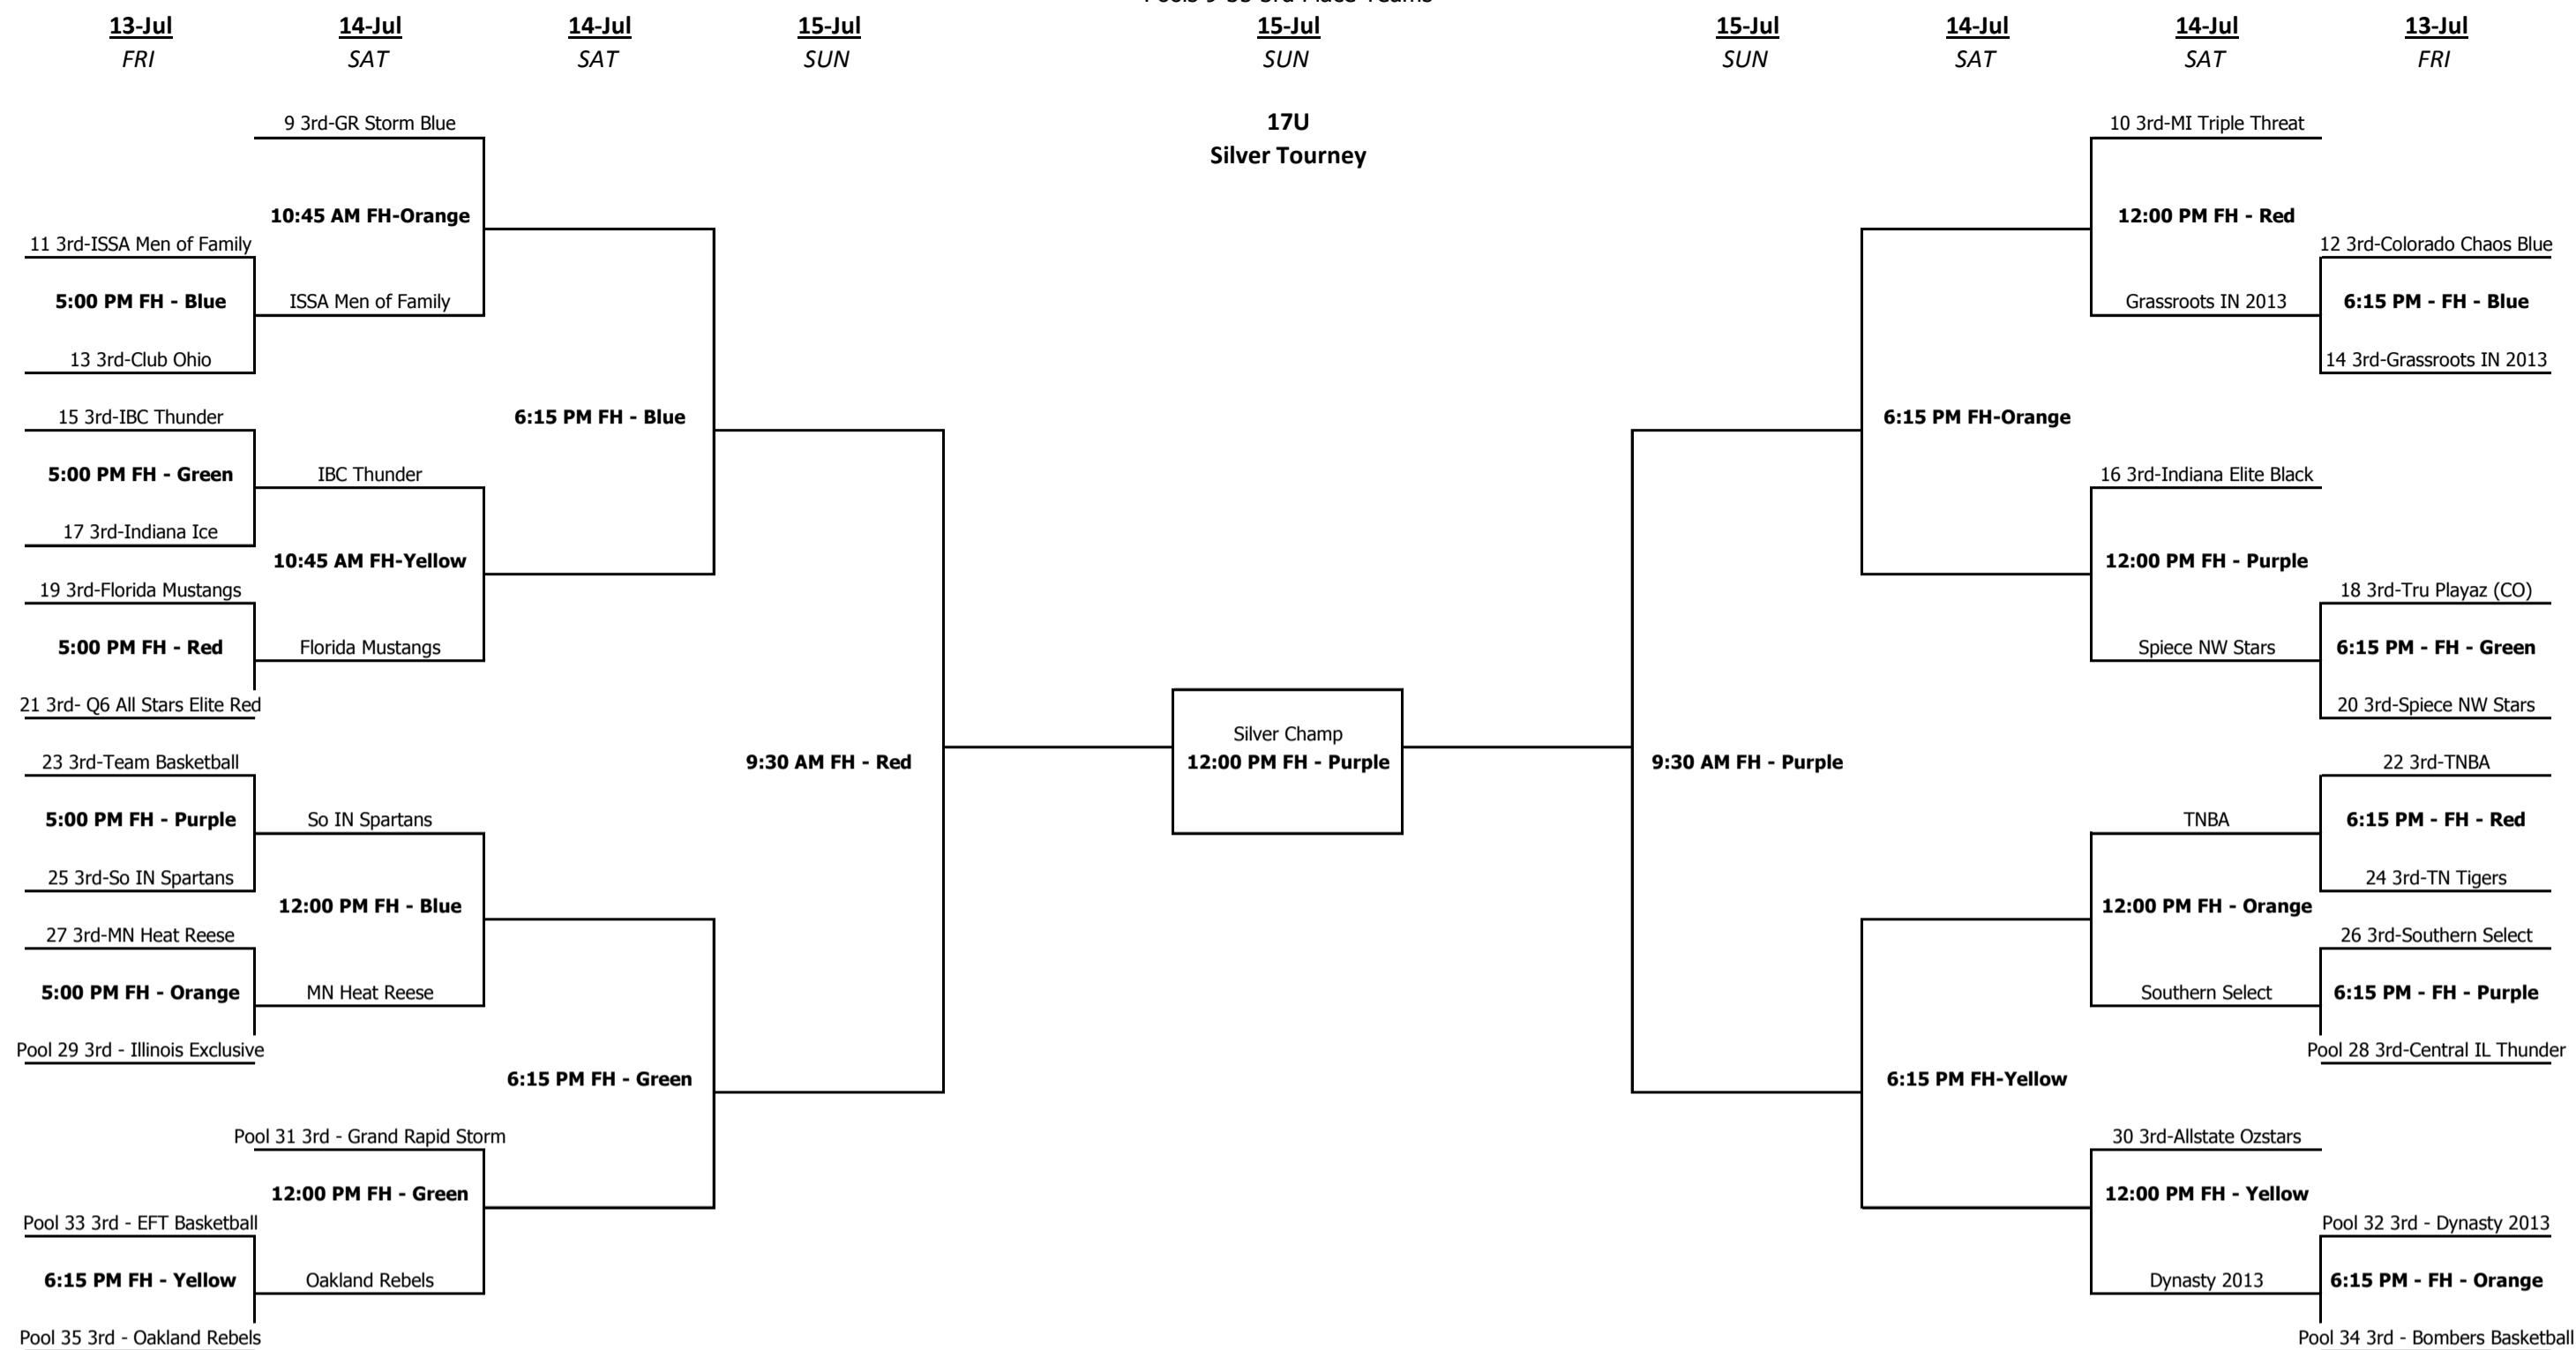 Pools 9-35 3rd Place Teams
13-Jul 14-Jul 14-Jul 15-Jul 15-Jul 15-Jul 14-Jul 14-Jul 13-Jul
FRI SAT SAT SUN SUN SUN SAT SAT FRI
17U
Silver Tourney
9 3rd-GR Storm Blue
10:45 AM FH-Orange
11 3rd-ISSA Men of Family
5:00 PM FH - Blue
ISSA Men of Family
13 3rd-Club Ohio
15 3rd-IBC Thunder
6:15 PM FH - Blue
5:00 PM FH - Green
IBC Thunder
17 3rd-Indiana Ice
10:45 AM FH-Yellow
19 3rd-Florida Mustangs
5:00 PM FH - Red
Florida Mustangs
21 3rd- Q6 All Stars Elite Red
23 3rd-Team Basketball
9:30 AM FH - Red
5:00 PM FH - Purple
So IN Spartans
25 3rd-So IN Spartans
12:00 PM FH - Blue
27 3rd-MN Heat Reese
5:00 PM FH - Orange
MN Heat Reese
Pool 29 3rd - Illinois Exclusive
6:15 PM FH - Green
Pool 31 3rd - Grand Rapid Storm
12:00 PM FH - Green
Pool 33 3rd - EFT Basketball
6:15 PM FH - Yellow
Oakland Rebels
Pool 35 3rd - Oakland Rebels
Silver Champ
12:00 PM FH - Purple
10 3rd-MI Triple Threat
12:00 PM FH - Red
12 3rd-Colorado Chaos Blue
Grassroots IN 2013
6:15 PM - FH - Blue
14 3rd-Grassroots IN 2013
6:15 PM FH-Orange
16 3rd-Indiana Elite Black
12:00 PM FH - Purple
18 3rd-Tru Playaz (CO)
Spiece NW Stars
6:15 PM - FH - Green
20 3rd-Spiece NW Stars
9:30 AM FH - Purple
22 3rd-TNBA
TNBA
6:15 PM - FH - Red
24 3rd-TN Tigers
12:00 PM FH - Orange
26 3rd-Southern Select
Southern Select
6:15 PM - FH - Purple
Pool 28 3rd-Central IL Thunder
6:15 PM FH-Yellow
30 3rd-Allstate Ozstars
12:00 PM FH - Yellow
Pool 32 3rd - Dynasty 2013
Dynasty 2013
6:15 PM - FH - Orange
Pool 34 3rd - Bombers Basketball